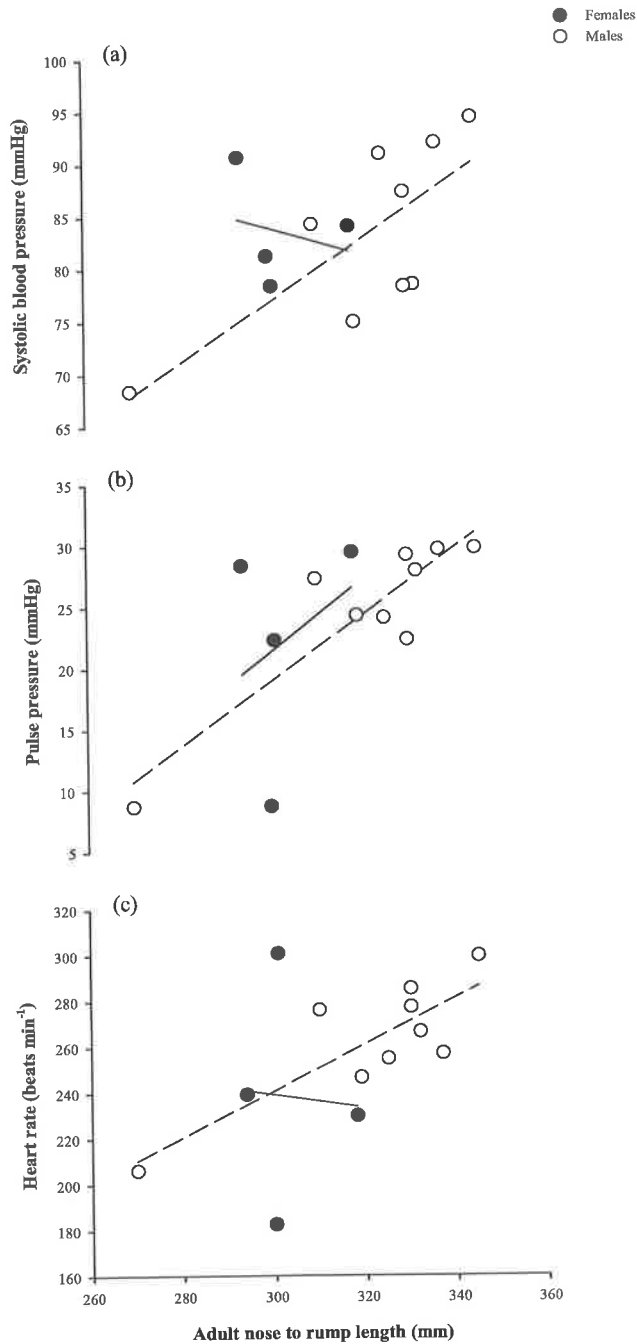 Females
Males
(a)
100
95
90
85
80
75
70
65
Systolic blood pressure (mmHg)
(b)
35
30
25
20
15
10
5
Pulse pressure (mmHg)
(c)
320
300
280
260
240
220
200
180
160
Heart rate (beats min⁻¹)
260 280 300 320 340 360
Adult nose to rump length (mm)